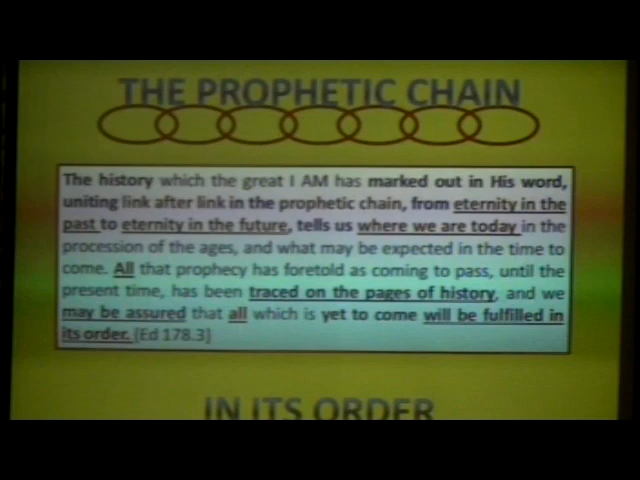 THE PROPHETIC CHAIN
The history which the great I AM has marked out in His word,
uniting link after link in the prophetic chain, from eternity in the
past to eternity in the future, tells us where we are today in the
procession of the ages, and what may be expected in the time to
come. All that prophecy has foretold as coming to pass, until the
present time, has been traced on the pages of history, and we
may be assured that all which is yet to come will be fulfilled in
its order. [Ed 178.3]
IN ITS ORDER